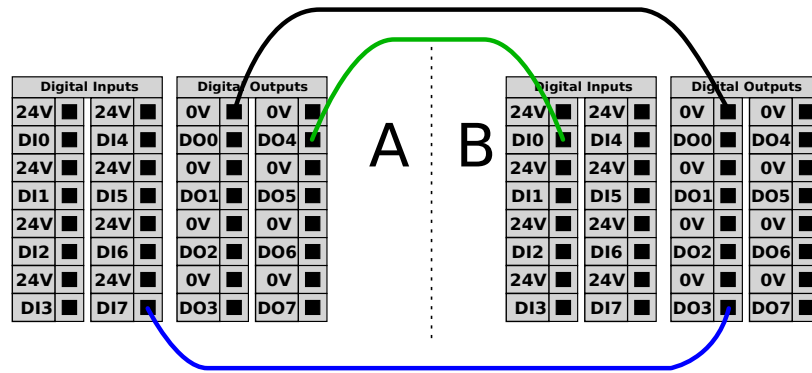 Digital Inputs Digital Outputs A B Digital Inputs Digital Outputs
24V 24V 0V 0V 24V 24V 0V 0V
DI0 DI4 DO0 DO4 DI0 DI4 DO0 DO4
24V 24V 0V 0V 24V 24V 0V 0V
DI1 DI5 DO1 DO5 DI1 DI5 DO1 DO5
24V 24V 0V 0V 24V 24V 0V 0V
DI2 DI6 DO2 DO6 DI2 DI6 DO2 DO6
24V 24V 0V 0V 24V 24V 0V 0V
DI3 DI7 DO3 DO7 DI3 DI7 DO3 DO7